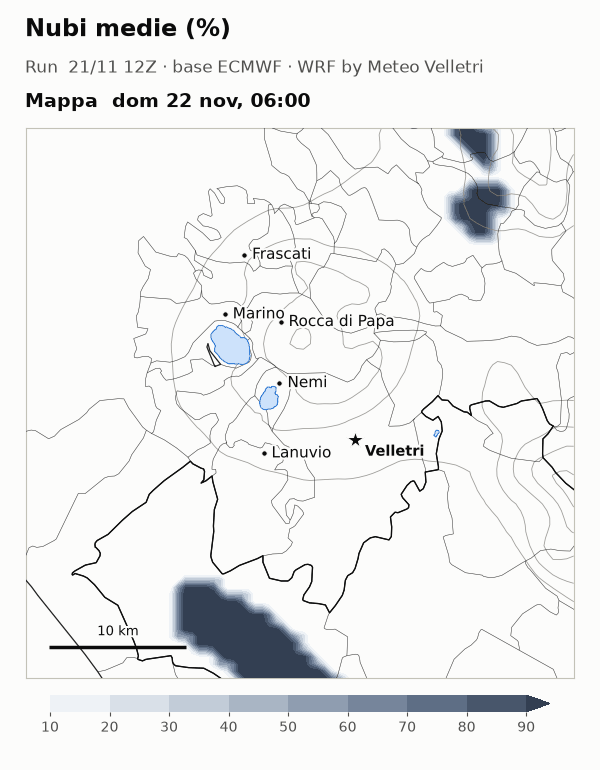 Nubi medie (%)
Run  21/11 12Z · base ECMWF · WRF by Meteo Velletri
Mappa  dom 22 nov, 06:00
Frascati
Marino
Rocca di Papa
Nemi
Velletri
Lanuvio
10 km
10 20 30 40 50 60 70 80 90